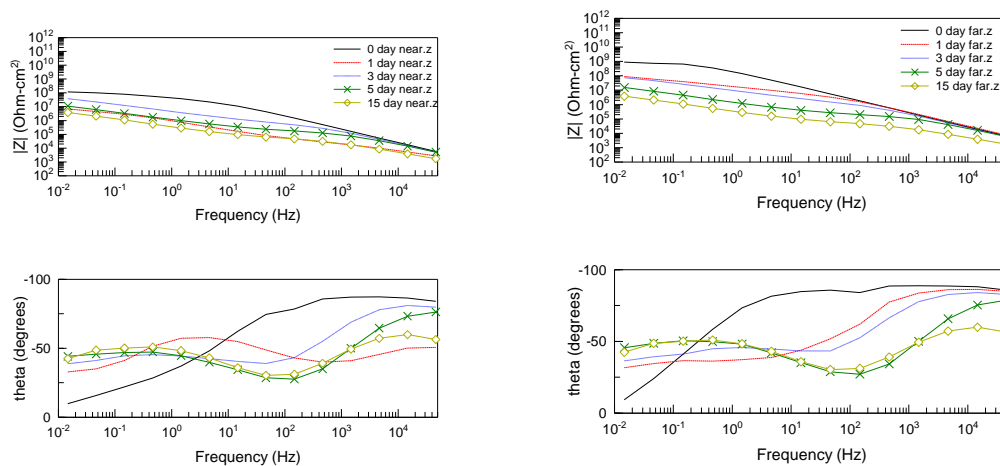 10^12
10^11
10^10
10^9
10^8
10^7
10^6
10^5
10^4
10^3
10^2
|Z| (Ohm-cm^2)
0 day near.z
1 day near.z
3 day near.z
5 day near.z
15 day near.z
10^-2 10^-1 10^0 10^1 10^2 10^3 10^4
Frequency (Hz)
10^12
10^11
10^10
10^9
10^8
10^7
10^6
10^5
10^4
10^3
10^2
|Z| (Ohm-cm^2)
0 day far.z
1 day far.z
3 day far.z
5 day far.z
15 day far.z
10^-2 10^-1 10^0 10^1 10^2 10^3 10^4
Frequency (Hz)
-100
-50
0
theta (degrees)
10^-2 10^-1 10^0 10^1 10^2 10^3 10^4
Frequency (Hz)
-100
-50
0
theta (degrees)
10^-2 10^-1 10^0 10^1 10^2 10^3 10^4
Frequency (Hz)